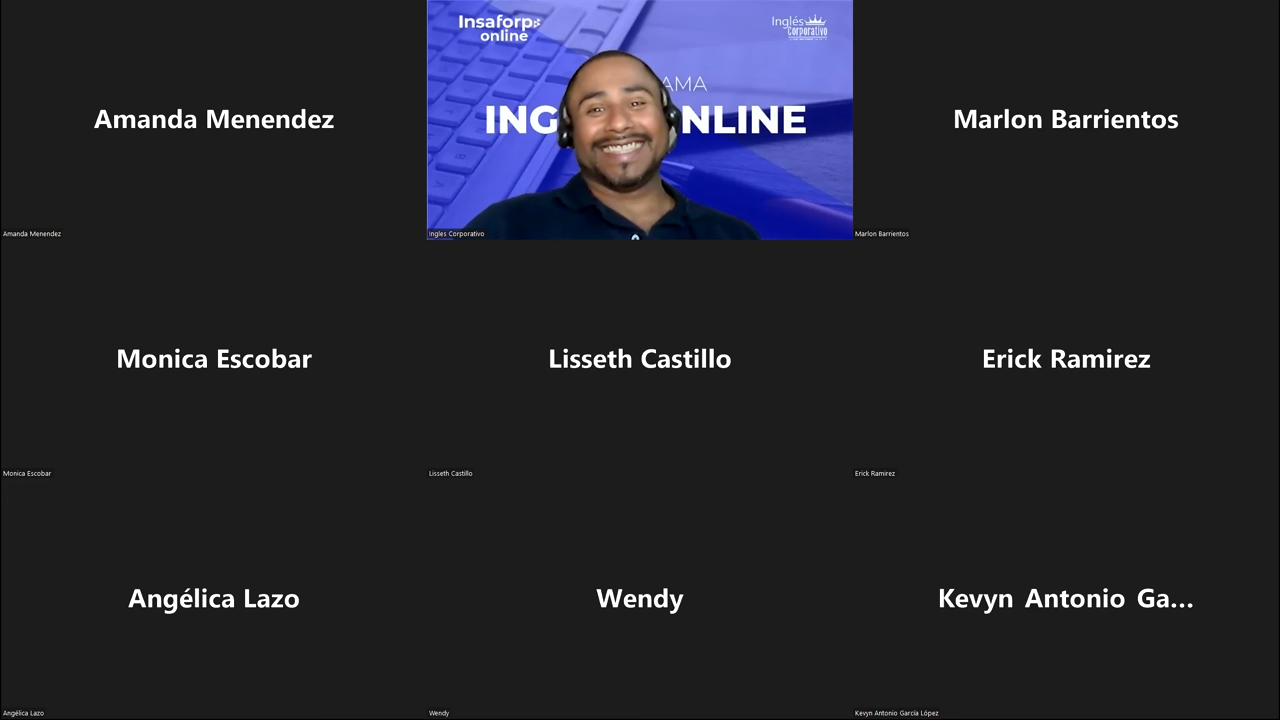 Amanda Menendez
Amanda Menendez
Insaforp
online
Inglés
Corporativo
AMA
ING NLINE
Ingles Corporativo
Marlon Barrientos
Marlon Barrientos
Monica Escobar
Monica Escobar
Lisseth Castillo
Lisseth Castillo
Erick Ramirez
Erick Ramirez
Angélica Lazo
Angélica Lazo
Wendy
Wendy
Kevyn Antonio Ga...
Kevyn Antonio García López